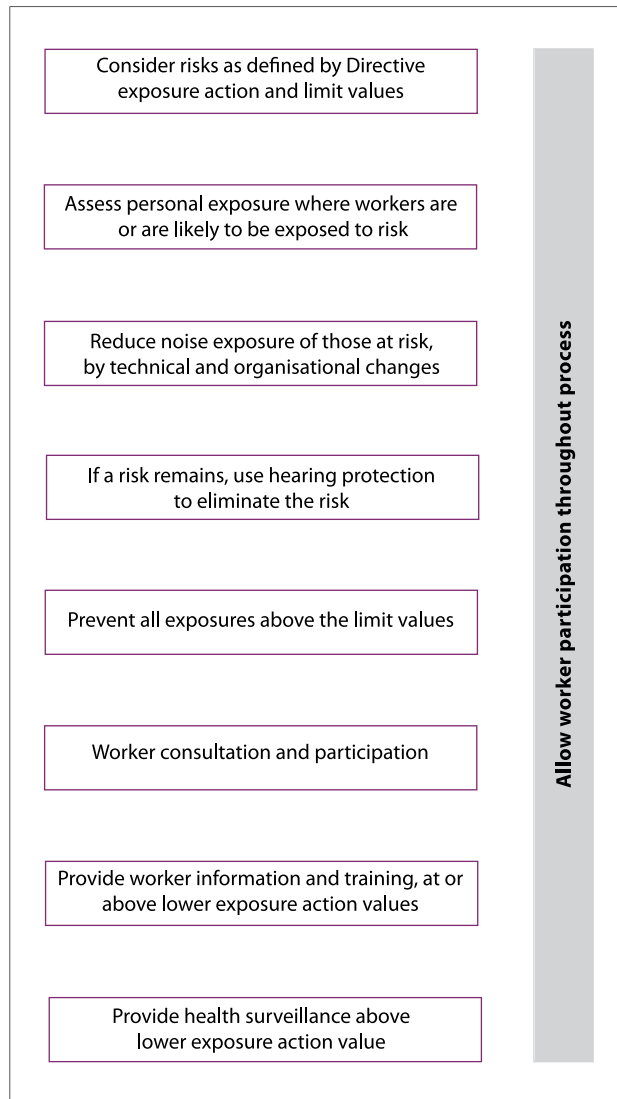 Consider risks as defined by Directive
exposure action and limit values
Assess personal exposure where workers are
or are likely to be exposed to risk
Reduce noise exposure of those at risk,
by technical and organisational changes
If a risk remains, use hearing protection
to eliminate the risk
Prevent all exposures above the limit values
Worker consultation and participation
Provide worker information and training, at or
above lower exposure action values
Provide health surveillance above
lower exposure action value
Allow worker participation throughout process